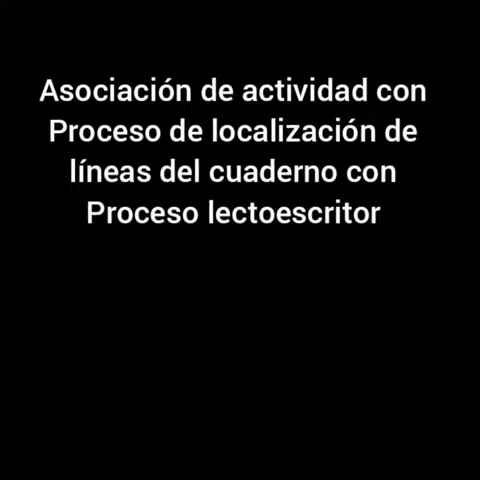 Asociación de actividad con
Proceso de localización de
líneas del cuaderno con
Proceso lectoescritor